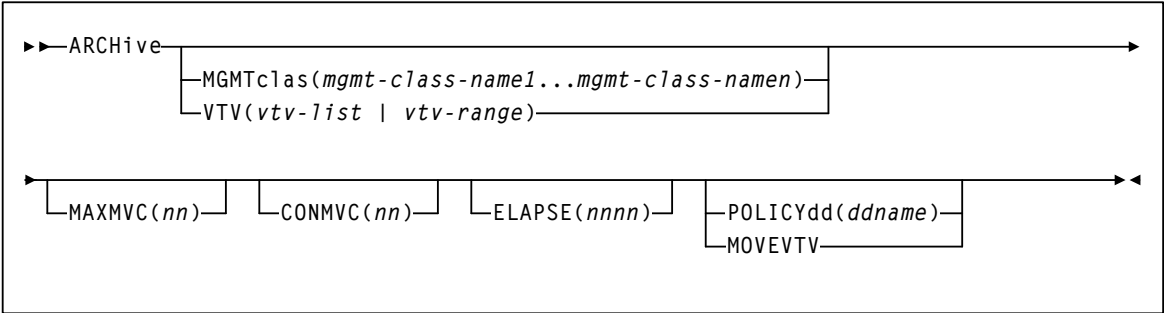 ARCHive
MGMTclas(mgmt-class-name1...mgmt-class-namen)
VTV(vtv-list | vtv-range)
MAXMVC(nn) CONMVC(nn) ELAPSE(nnnn) POLICYdd(ddname)
MOVEVTV